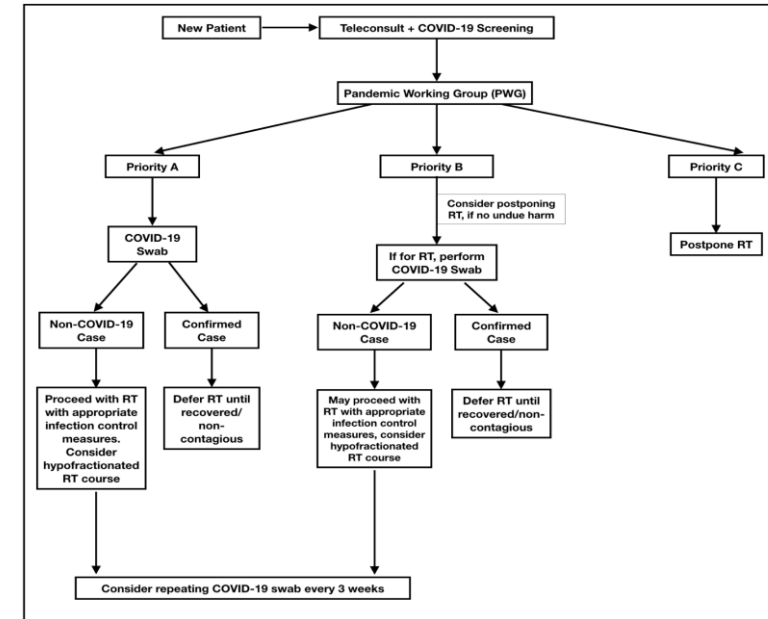 New Patient
Teleconsult + COVID-19 Screening
Pandemic Working Group (PWG)
Priority A
Priority B
Priority C
Consider postponing
RT, if no undue harm
COVID-19
Swab
If for RT, perform
COVID-19 Swab
Postpone RT
Non-COVID-19
Case
Confirmed
Case
Non-COVID-19
Case
Confirmed
Case
Proceed with RT
with appropriate
infection control
measures.
Consider
hypofractionated
RT course
Defer RT until
recovered/
non-
contagious
May proceed with
RT with appropriate
infection control
measures, consider
hypofractionated
RT course
Defer RT until
recovered/non-
contagious
Consider repeating COVID-19 swab every 3 weeks